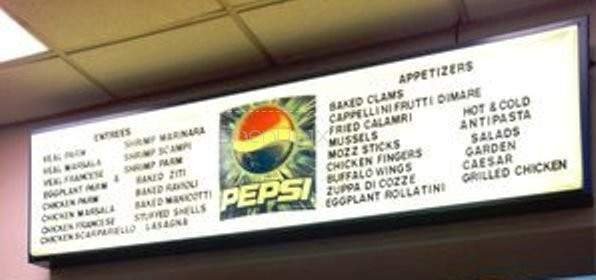 ENTREES
VEAL PARM
VEAL MARSALA
VEAL FRANCESE
EGGPLANT PARM
CHICKEN PARM
CHICKEN MARSALA
CHICKEN FRANCESE
CHICKEN SCARPARIELLO
SHRIMP MARINARA
SHRIMP SCAMPI
SHRIMP PARM
BAKED ZITI
BAKED RAVIOLI
BAKED MANICOTTI
STUFFED SHELLS
LASAGNA
PEPSI
APPETIZERS
BAKED CLAMS
CAPPELLINI FRUTTI DIMARE
FRIED CALAMRI
MUSSELS
MOZZ STICKS
CHICKEN FINGERS
BUFFALO WINGS
ZUPPA DI COZZE
EGGPLANT ROLLATINI
HOT & COLD
ANTIPASTA
SALADS
GARDEN
CAESAR
GRILLED CHICKEN